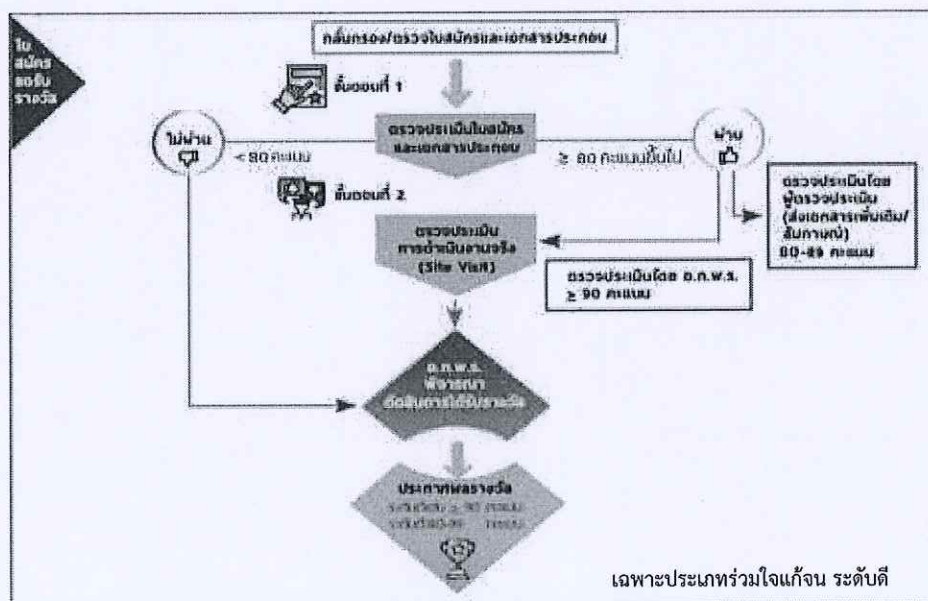 ใบ
สมัคร
ขอรับ
รางวัล
กลั่นกรอง/ตรวจใบสมัครและเอกสารประกอบ
ขั้นตอนที่ 1
ตรวจประเมินใบสมัคร
และเอกสารประกอบ
ไม่ผ่าน
< 80 คะแนน
≥ 80 คะแนนขึ้นไป
ผ่าน
ขั้นตอนที่ 2
ตรวจประเมิน
การดำเนินงานจริง
(Site Visit)
ตรวจประเมินโดย
ผู้ตรวจประเมิน
(ส่งเอกสารเพิ่มเติม/
สัมภาษณ์)
80-89 คะแนน
ตรวจประเมินโดย อ.ก.พ.ร.
≥ 90 คะแนน
อ.ก.พ.ร.
พิจารณา
ตัดสินการได้รับรางวัล
ประกาศผลรางวัล
≥ 90 คะแนน
คะแนน
เฉพาะประเภทร่วมใจแก้จน ระดับดี